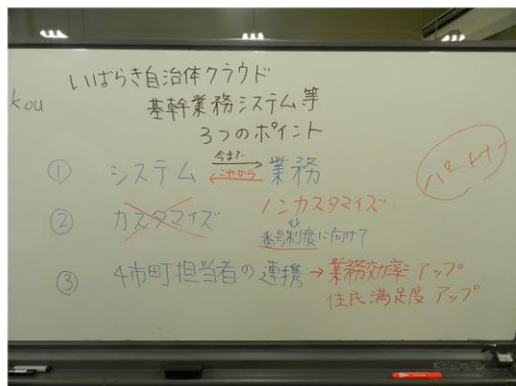 いばらき自治体クラウド
kou
基幹業務システム等
3つのポイント
① システム 今まで→ ←これから 業務
パートナー
② カスタマイズ ノンカスタマイズ
⇓
番号制度に向けて
③ 4市町担当者の連携→業務効率アップ
住民満足度アップ